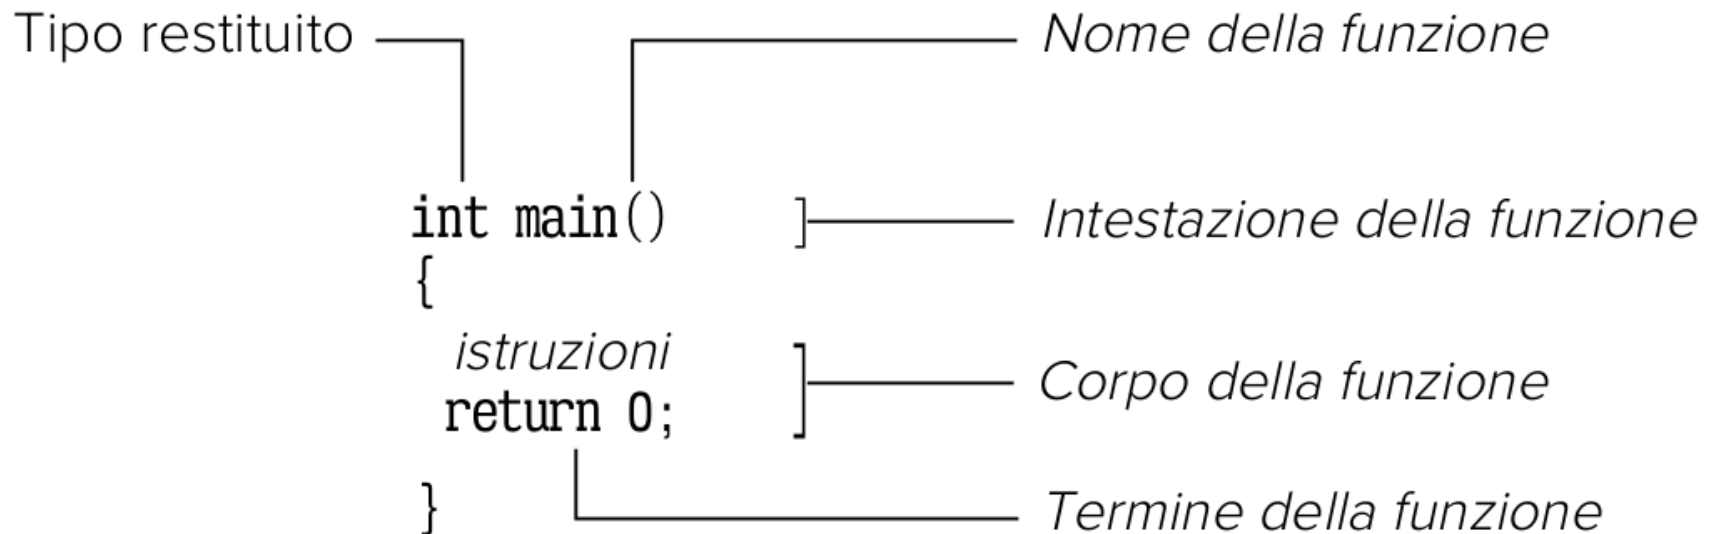 Tipo restituito
Nome della funzione
int main()
Intestazione della funzione
{
istruzioni
return 0;
Corpo della funzione
}
Termine della funzione